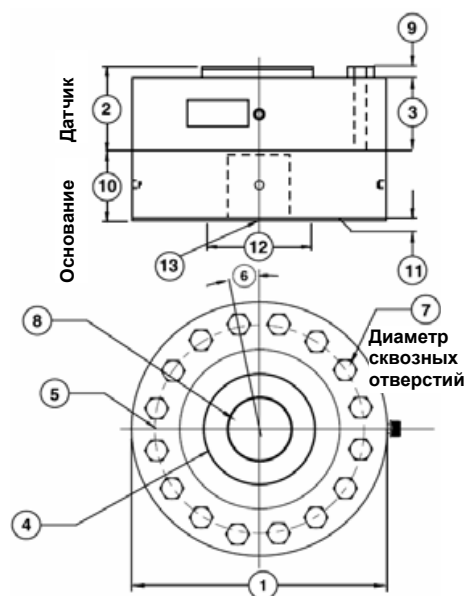 9
Датчик
2
3
10
Основание
12
13
11
6
8
7
Диаметр
сквозных
отверстий
5
4
1